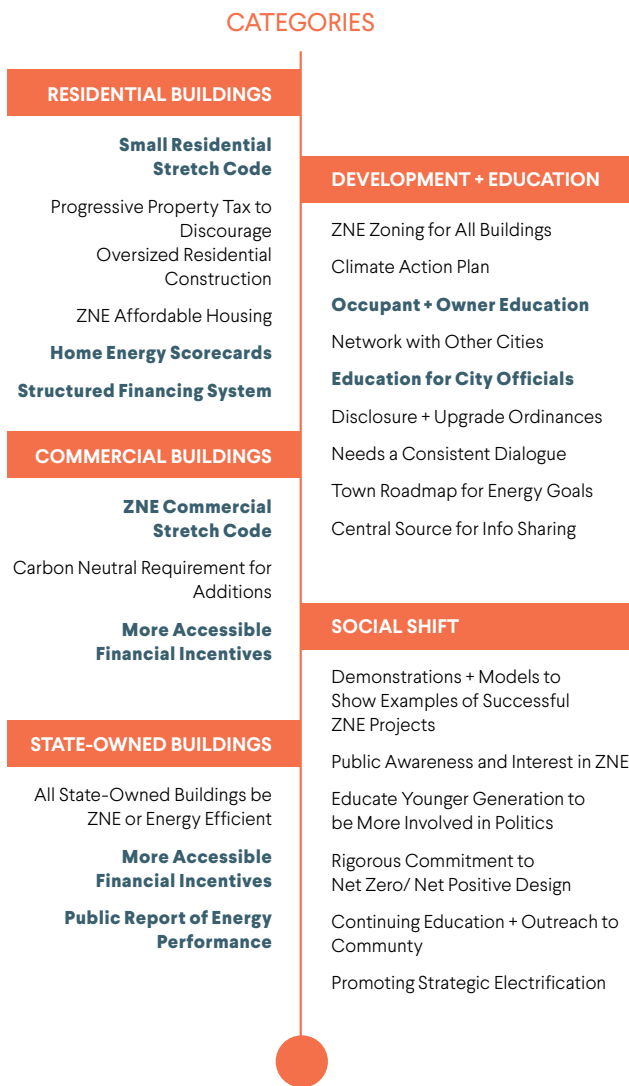 CATEGORIES
RESIDENTIAL BUILDINGS
Small Residential
Stretch Code
Progressive Property Tax to
Discourage
Oversized Residential
Construction
ZNE Affordable Housing
Home Energy Scorecards
Structured Financing System
COMMERCIAL BUILDINGS
ZNE Commercial
Stretch Code
Carbon Neutral Requirement for
Additions
More Accessible
Financial Incentives
STATE-OWNED BUILDINGS
All State-Owned Buildings be
ZNE or Energy Efficient
More Accessible
Financial Incentives
Public Report of Energy
Performance
DEVELOPMENT + EDUCATION
ZNE Zoning for All Buildings
Climate Action Plan
Occupant + Owner Education
Network with Other Cities
Education for City Officials
Disclosure + Upgrade Ordinances
Needs a Consistent Dialogue
Town Roadmap for Energy Goals
Central Source for Info Sharing
SOCIAL SHIFT
Demonstrations + Models to
Show Examples of Successful
ZNE Projects
Public Awareness and Interest in ZNE
Educate Younger Generation to
be More Involved in Politics
Rigorous Commitment to
Net Zero/ Net Positive Design
Continuing Education + Outreach to
Communty
Promoting Strategic Electrification